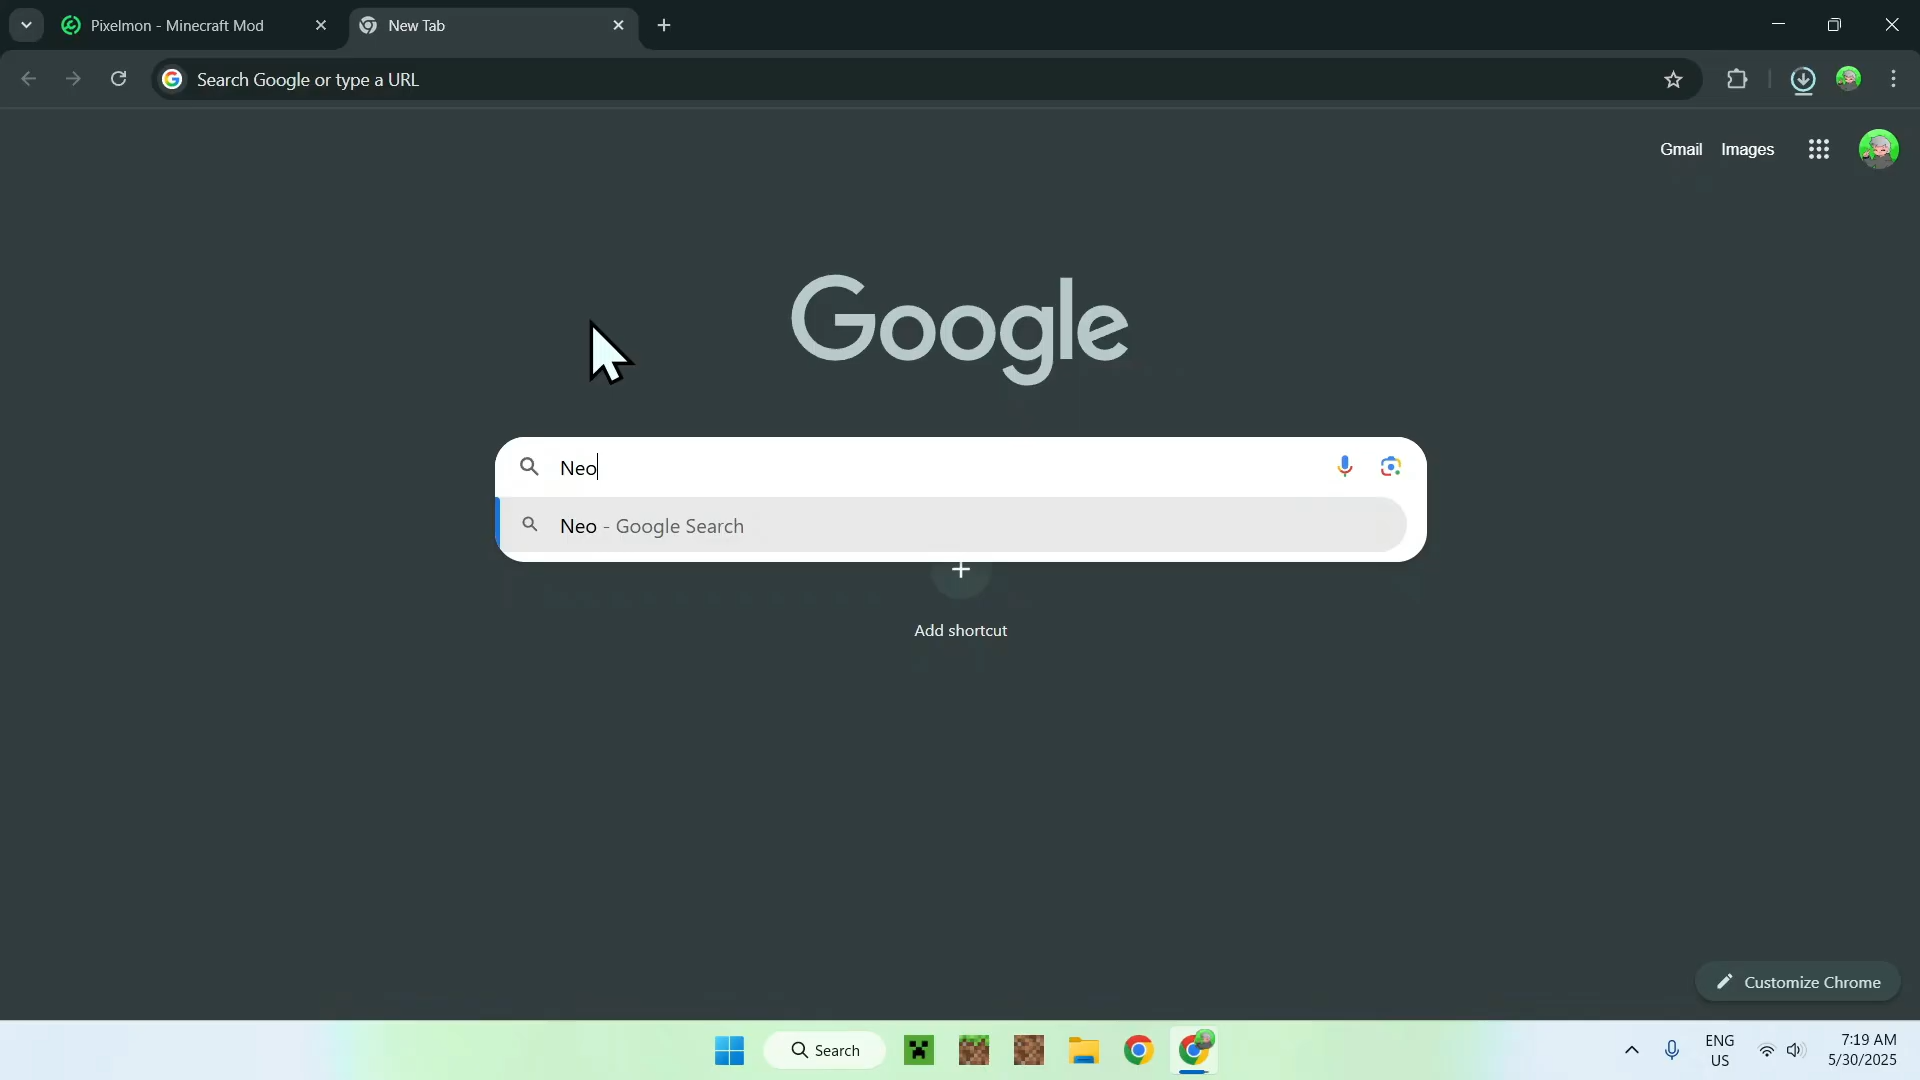 Pixelmon - Minecraft Mod
New Tab
Search Google or type a URL
Gmail
Images
Google
Neo
Neo - Google Search
Add shortcut
Customize Chrome
Search
ENG
US
7:19 AM
5/30/2025